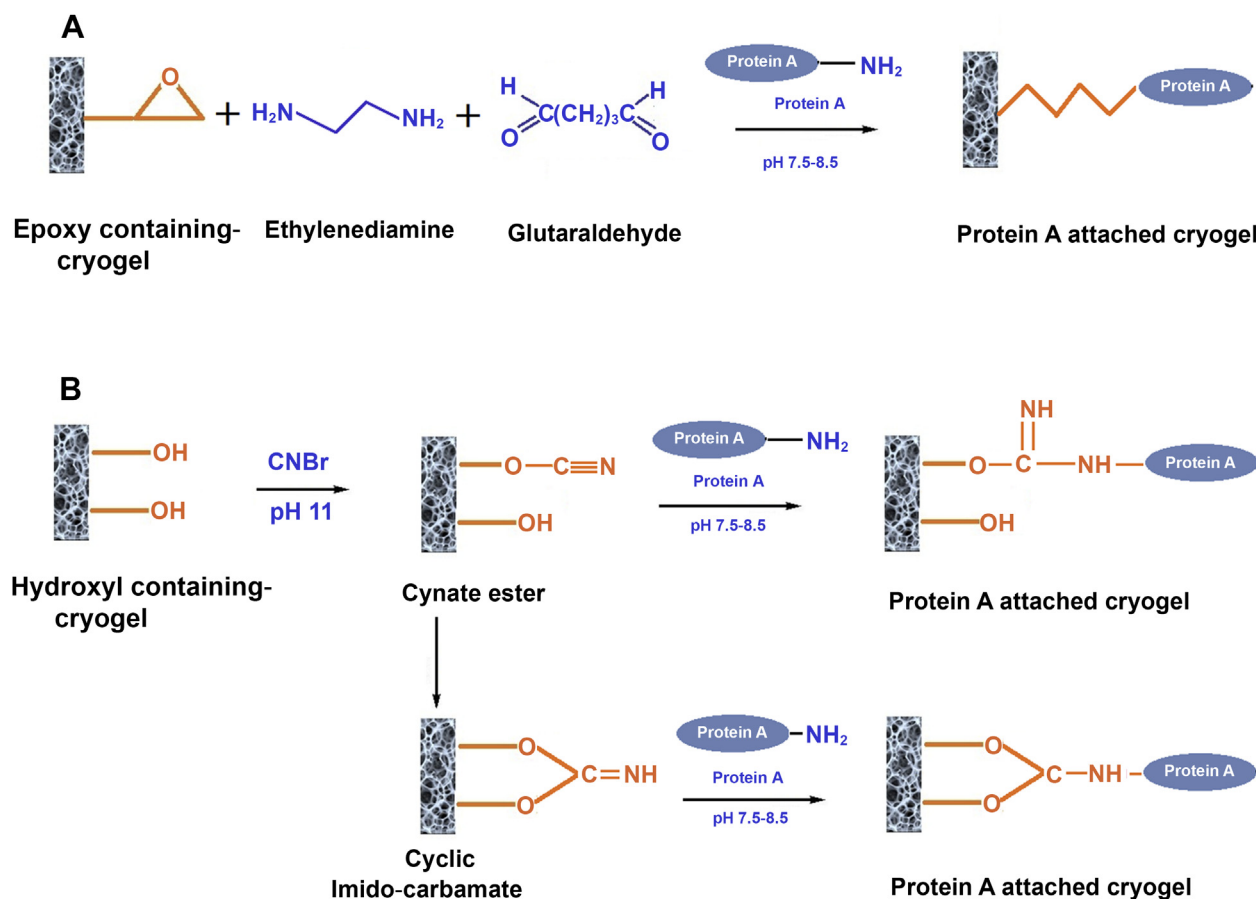 A
O
H₂N
NH₂
H
C(CH₂)₃C
H
O
O
Protein A
NH₂
Protein A
pH 7.5-8.5
Protein A
Epoxy containing-
cryogel
Ethylenediamine
Glutaraldehyde
Protein A attached cryogel
B
OH
OH
CNBr
pH 11
O
C
N
OH
Protein A
NH₂
Protein A
pH 7.5-8.5
NH
O
C
NH
Protein A
OH
Hydroxyl containing-
cryogel
Cynate ester
Protein A attached cryogel
O
C
NH
O
Protein A
NH₂
Protein A
pH 7.5-8.5
O
C
NH
O
Protein A
Cyclic
Imido-carbamate
Protein A attached cryogel